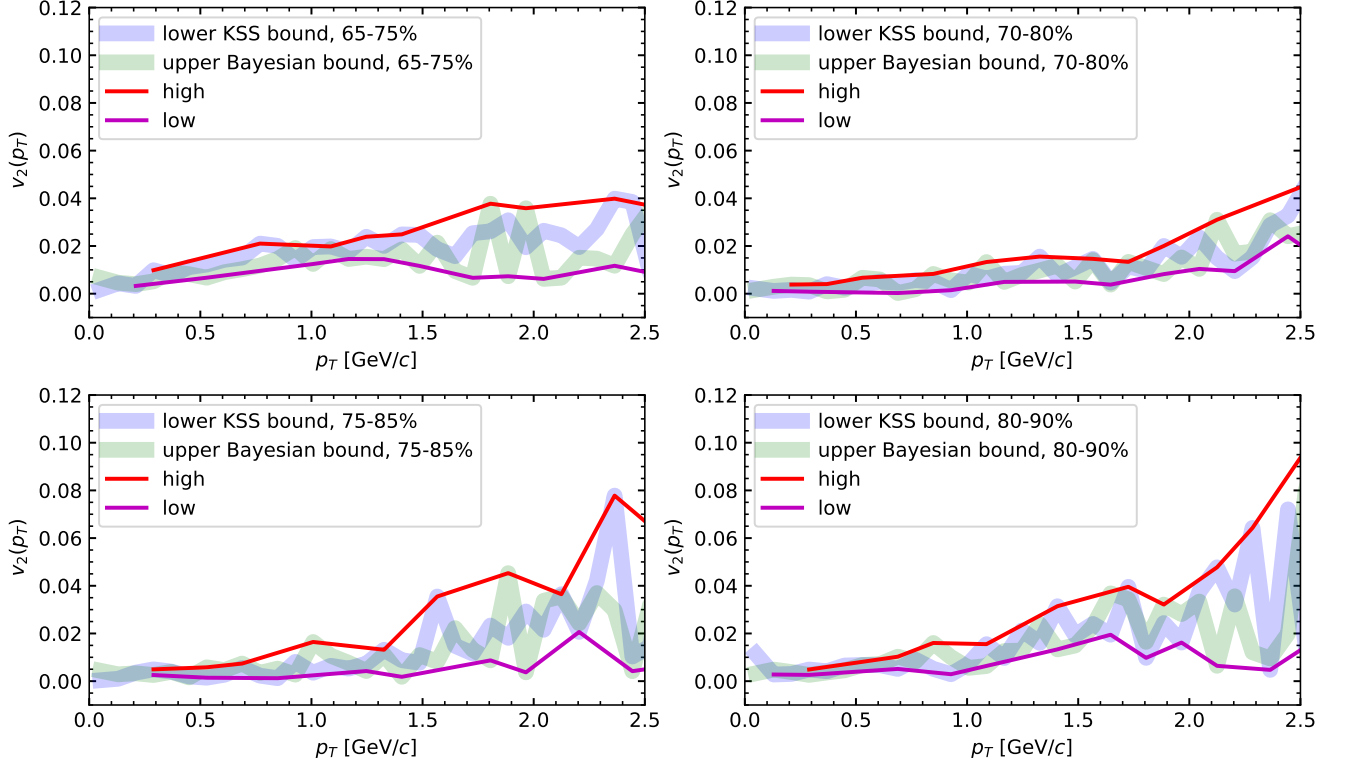 0.12
0.10
0.08
0.06
0.04
0.02
0.00
v2(pT)
lower KSS bound, 65-75%
upper Bayesian bound, 65-75%
high
low
0.0 0.5 1.0 1.5 2.0 2.5
pT [GeV/c]
0.12
0.10
0.08
0.06
0.04
0.02
0.00
v2(pT)
lower KSS bound, 70-80%
upper Bayesian bound, 70-80%
high
low
0.0 0.5 1.0 1.5 2.0 2.5
pT [GeV/c]
0.12
0.10
0.08
0.06
0.04
0.02
0.00
v2(pT)
lower KSS bound, 75-85%
upper Bayesian bound, 75-85%
high
low
0.0 0.5 1.0 1.5 2.0 2.5
pT [GeV/c]
0.12
0.10
0.08
0.06
0.04
0.02
0.00
v2(pT)
lower KSS bound, 80-90%
upper Bayesian bound, 80-90%
high
low
0.0 0.5 1.0 1.5 2.0 2.5
pT [GeV/c]